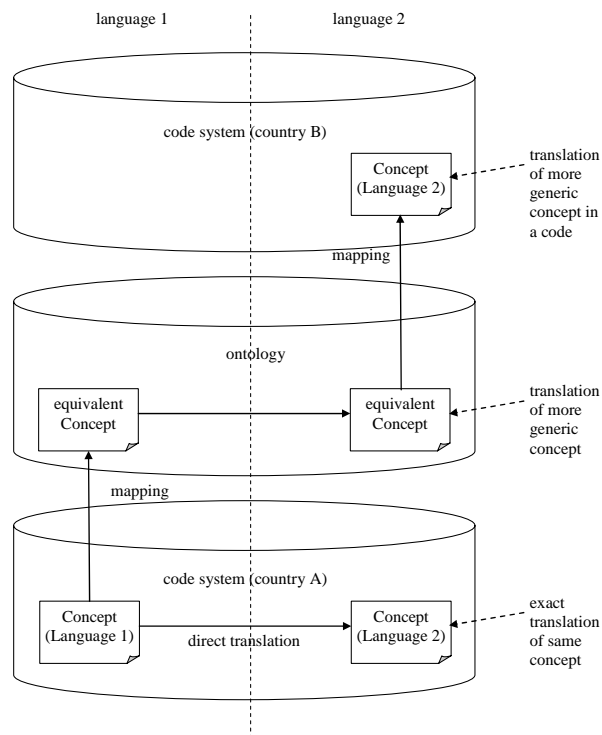 language 1
language 2
code system (country B)
Concept
(Language 2)
translation
of more
generic
concept in
a code
mapping
ontology
equivalent
Concept
equivalent
Concept
translation
of more
generic
concept
mapping
code system (country A)
Concept
(Language 1)
direct translation
Concept
(Language 2)
exact
translation
of same
concept